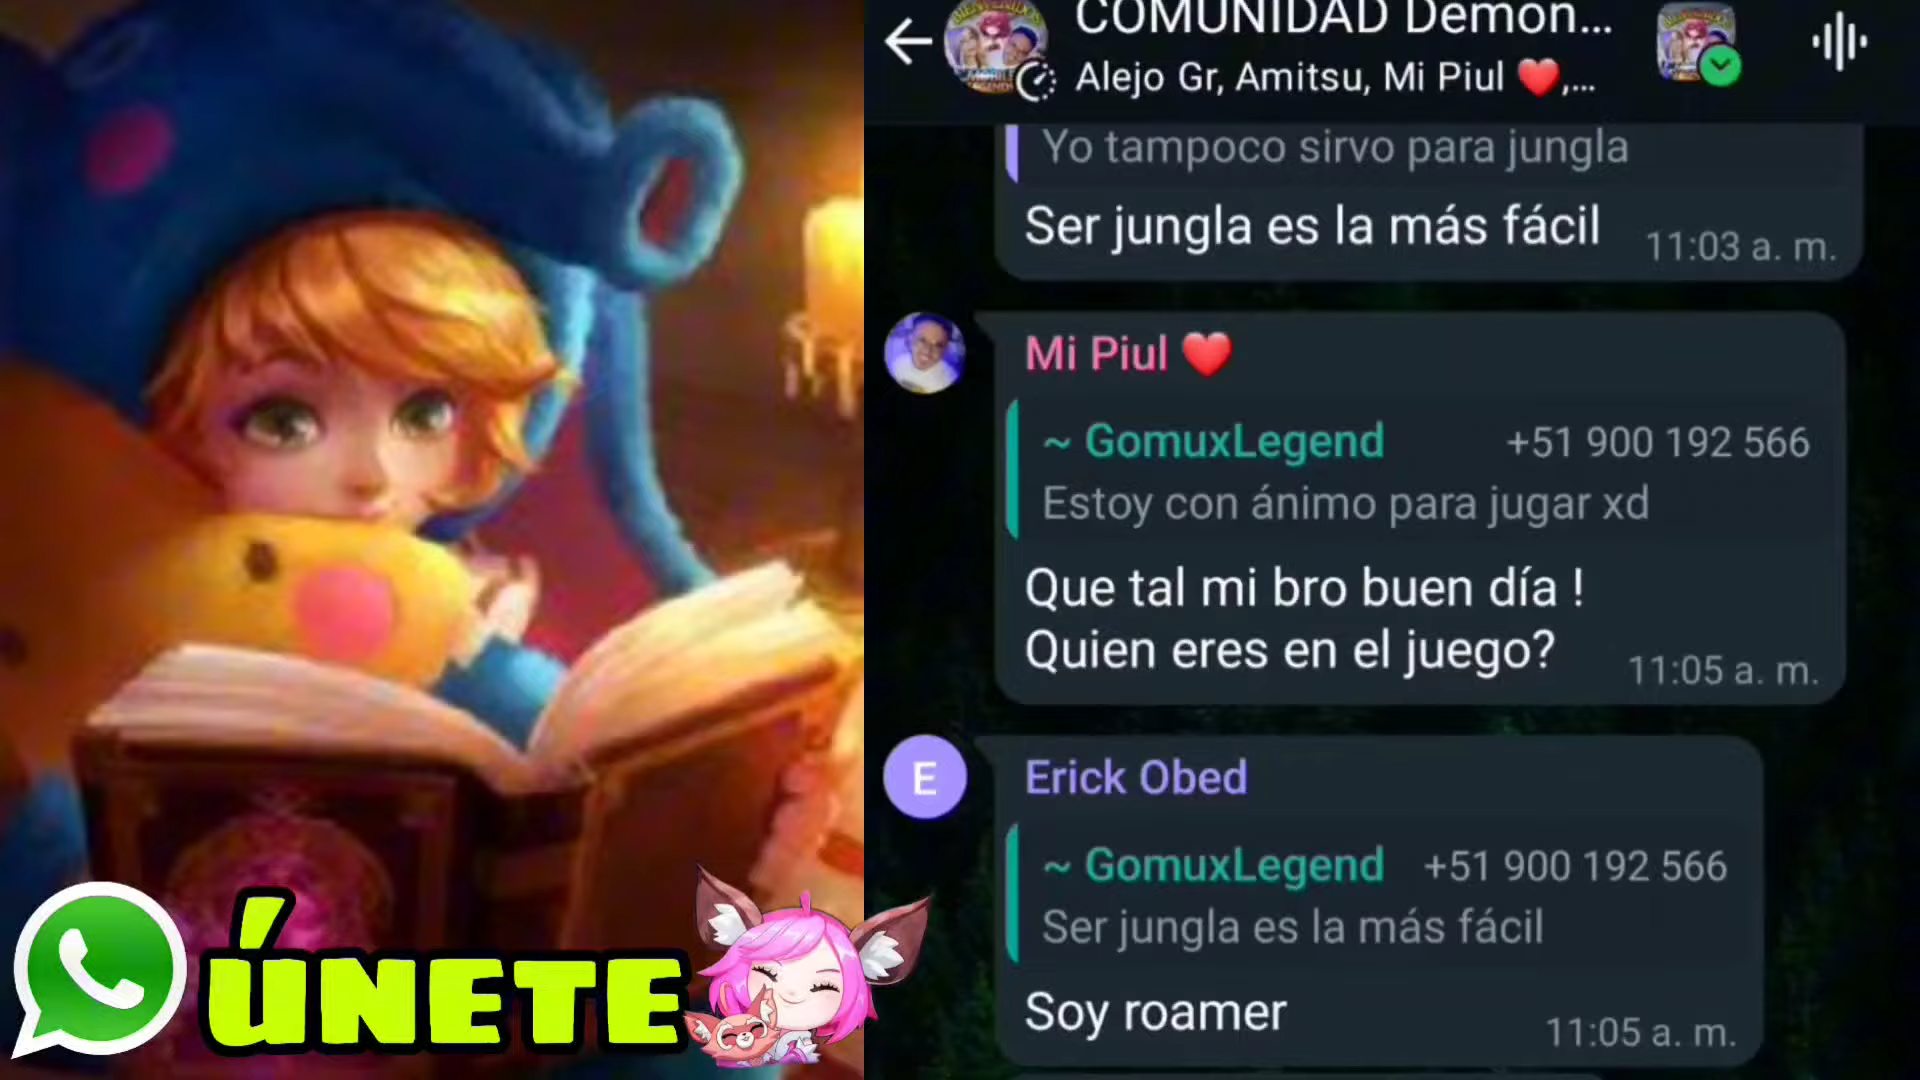 COMUNIDAD Demon...
Alejo Gr, Amitsu, Mi Piul ❤️,...
Yo tampoco sirvo para jungla
Ser jungla es la más fácil
11:03 a. m.
Mi Piul ❤️
~ GomuxLegend +51 900 192 566
Estoy con ánimo para jugar xd
Que tal mi bro buen día !
Quien eres en el juego?
11:05 a. m.
E
Erick Obed
~ GomuxLegend +51 900 192 566
Ser jungla es la más fácil
Soy roamer
11:05 a. m.
ÚNETE